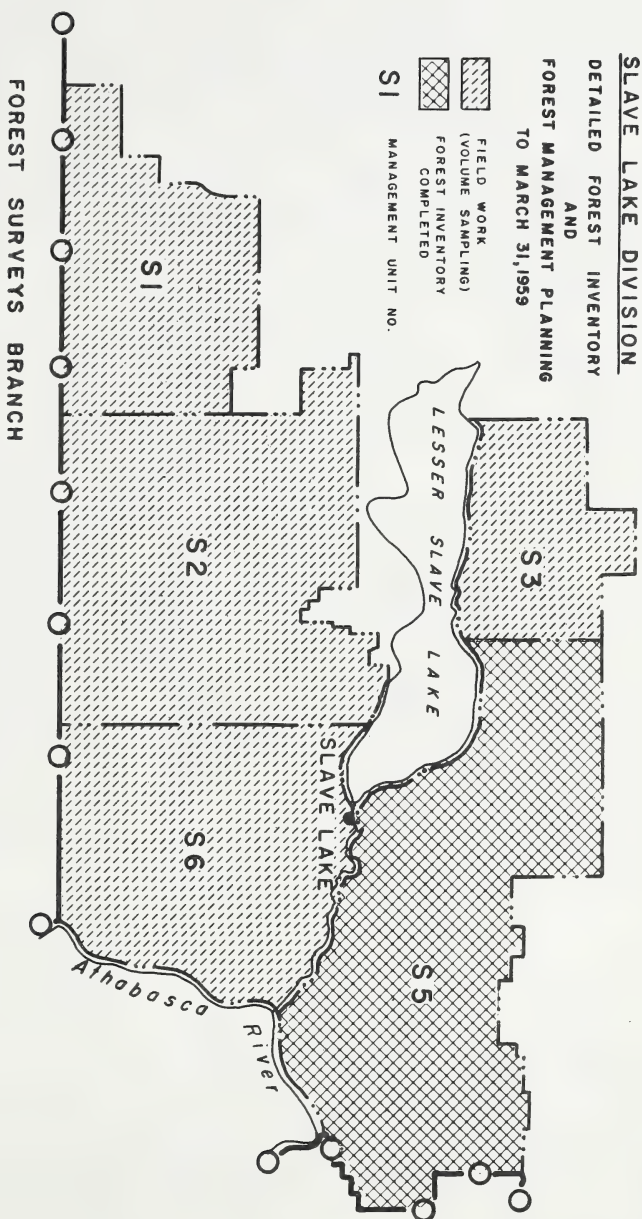 SLAVE LAKE DIVISION
DETAILED FOREST INVENTORY
AND
FOREST MANAGEMENT PLANNING
TO MARCH 31, 1959
FIELD WORK
(VOLUME SAMPLING)
FOREST INVENTORY
COMPLETED
S1 MANAGEMENT UNIT NO.
S3
LESSER SLAVE LAKE
S1
S2
SLAVE LAKE
S5
S6
Athabasca River
FOREST SURVEYS BRANCH